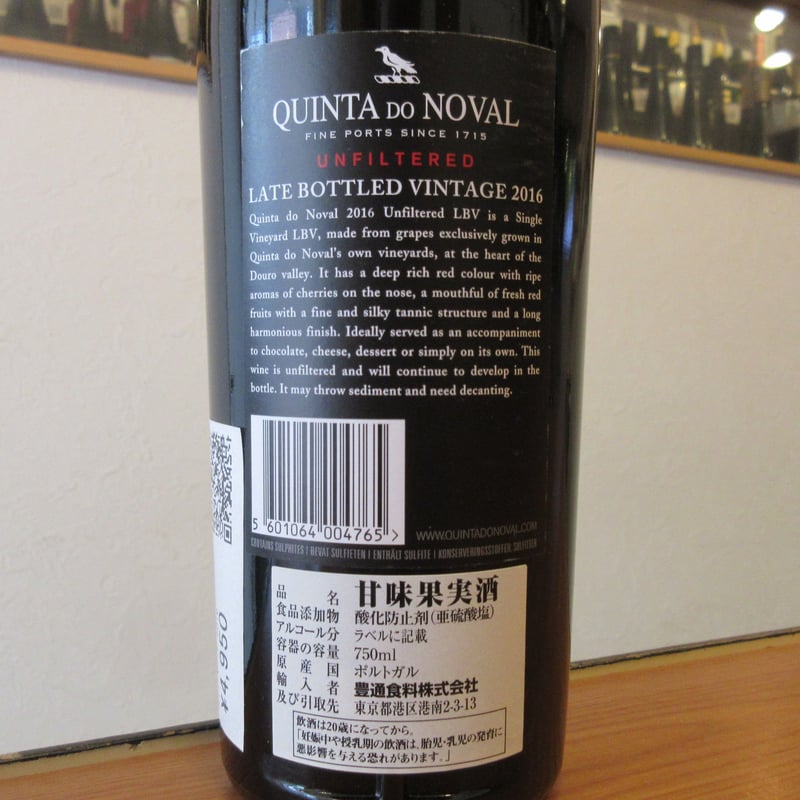 QUINTA DO NOVAL
FINE PORTS SINCE 1715
UNFILTERED
LATE BOTTLED VINTAGE 2016
Quinta do Noval 2016 Unfiltered LBV is a Single
Vineyard LBV, made from grapes exclusively grown in
Quinta do Noval's own vineyards, at the heart of the
Douro valley. It has a deep rich red colour with ripe
aromas of cherries on the nose, a mouthful of fresh red
fruits with a fine and silky tannic structure and a long
harmonious finish. Ideally served as an accompaniment
to chocolate, cheese, dessert or simply on its own. This
wine is unfiltered and will continue to develop in the
bottle. It may throw sediment and need decanting.
5 601064 004765 >
WWW.QUINTADONOVAL.COM
CONTAINS SULPHITES | BEVAT SULFIETEN | ENTHÄLT SULFITE | KONSERVERINGSSTOFFER, SULFITTER
¥4,950
品名 甘味果実酒
食品添加物 酸化防止剤(亜硫酸塩)
アルコール分 ラベルに記載
容器の容量 750ml
原産国 ポルトガル
輸入者 豊通食料株式会社
及び引取先 東京都港区港南2-3-13
飲酒は20歳になってから。
「妊娠中や授乳期の飲酒は、胎児・乳児の発育に
悪影響を与える恐れがあります。」